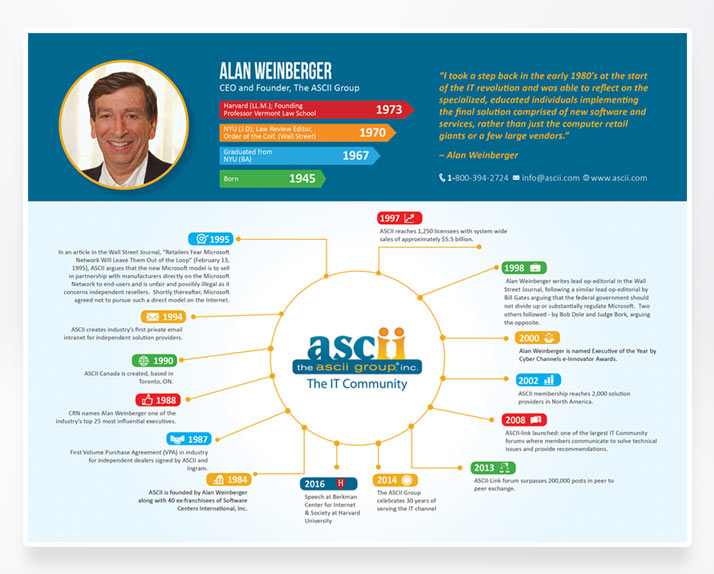 ALAN WEINBERGER
CEO and Founder, The ASCII Group
Harvard (LL.M.); Founding
Professor Vermont Law School
1973
NYU (J.D); Law Review Editor,
Order of the Coif. (Wall Street)
1970
Graduated from
NYU (BA)
1967
Born
1945
“I took a step back in the early 1980’s at the start
of the IT revolution and was able to reflect on the
specialized, educated individuals implementing
the final solution comprised of new software and
services, rather than just the computer retail
giants or a few large vendors.”
– Alan Weinberger
1-800-394-2724 info@ascii.com www.ascii.com
1995
In an article in the Wall Street Journal, “Retailers Fear Microsoft
Network Will Leave Them Out of the Loop” (February 13,
1995), ASCII argues that the new Microsoft model is to sell
in partnership with manufacturers directly on the Microsoft
Network to end-users and is unfair and possibly illegal as it
concerns independent resellers. Shortly thereafter, Microsoft
agreed not to pursue such a direct model on the Internet.
1994
ASCII creates industry’s first private email
intranet for independent solution providers.
1990
ASCII Canada is created, based in
Toronto, ON.
1988
CRN names Alan Weinberger one of the
industry’s top 25 most influential executives.
1987
First Volume Purchase Agreement (VPA) in industry
for independent dealers signed by ASCII and
Ingram.
1984
ASCII is founded by Alan Weinberger
along with 40 ex-franchisees of Software
Centers International, Inc.
ascii
the ascii group® inc.
The IT Community
1997
ASCII reaches 1,250 licensees with system wide
sales of approximately $5.5 billion.
1998
Alan Weinberger writes lead op-editorial in the Wall
Street Journal, following a similar lead op-editorial by
Bill Gates arguing that the federal government should
not divide up or substantially regulate Microsoft. Two
others followed - by Bob Dole and Judge Bork, arguing
the opposite.
2000
Alan Weinberger is named Executive of the Year by
Cyber Channels e-Innovator Awards.
2002
ASCII membership reaches 2,000 solution
providers in North America.
2008
ASCII-link launched: one of the largest IT Community
forums where members communicate to solve technical
issues and provide recommendations.
2013
ASCII-Link forum surpasses 200,000 posts in peer to
peer exchange.
2014
The ASCII Group
celebrates 30 years of
serving the IT channel
2016
H
Speech at Berkman
Center for Internet
& Society at Harvard
University